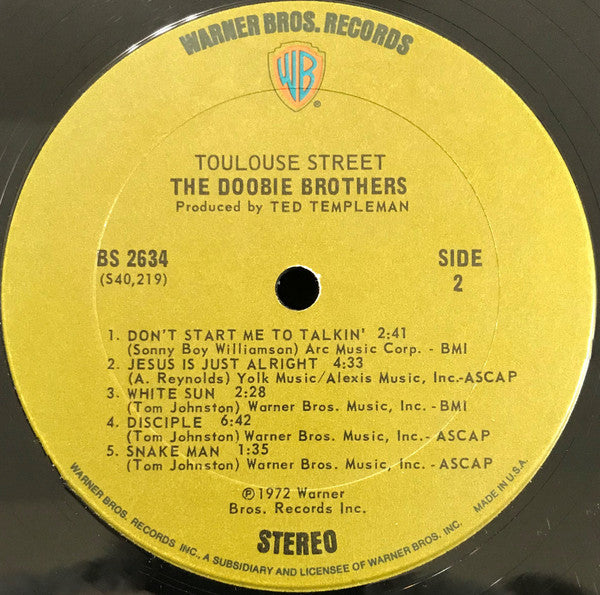 WARNER BROS. RECORDS
WB
®
TOULOUSE STREET
THE DOOBIE BROTHERS
Produced by TED TEMPLEMAN
BS 2634
(S40,219)
SIDE
2
1. DON'T START ME TO TALKIN' 2:41
(Sonny Boy Williamson) Arc Music Corp. - BMI
2. JESUS IS JUST ALRIGHT 4:33
(A. Reynolds) Yolk Music/Alexis Music, Inc.-ASCAP
3. WHITE SUN 2:28
(Tom Johnston) Warner Bros. Music, Inc. - BMI
4. DISCIPLE 6:42
(Tom Johnston) Warner Bros. Music, Inc. - ASCAP
5. SNAKE MAN 1:35
(Tom Johnston) Warner Bros. Music, Inc. - ASCAP
℗1972 Warner
Bros. Records Inc.
STEREO
WARNER BROS. RECORDS INC., A SUBSIDIARY AND LICENSEE OF WARNER BROS. INC.
MADE IN U.S.A.